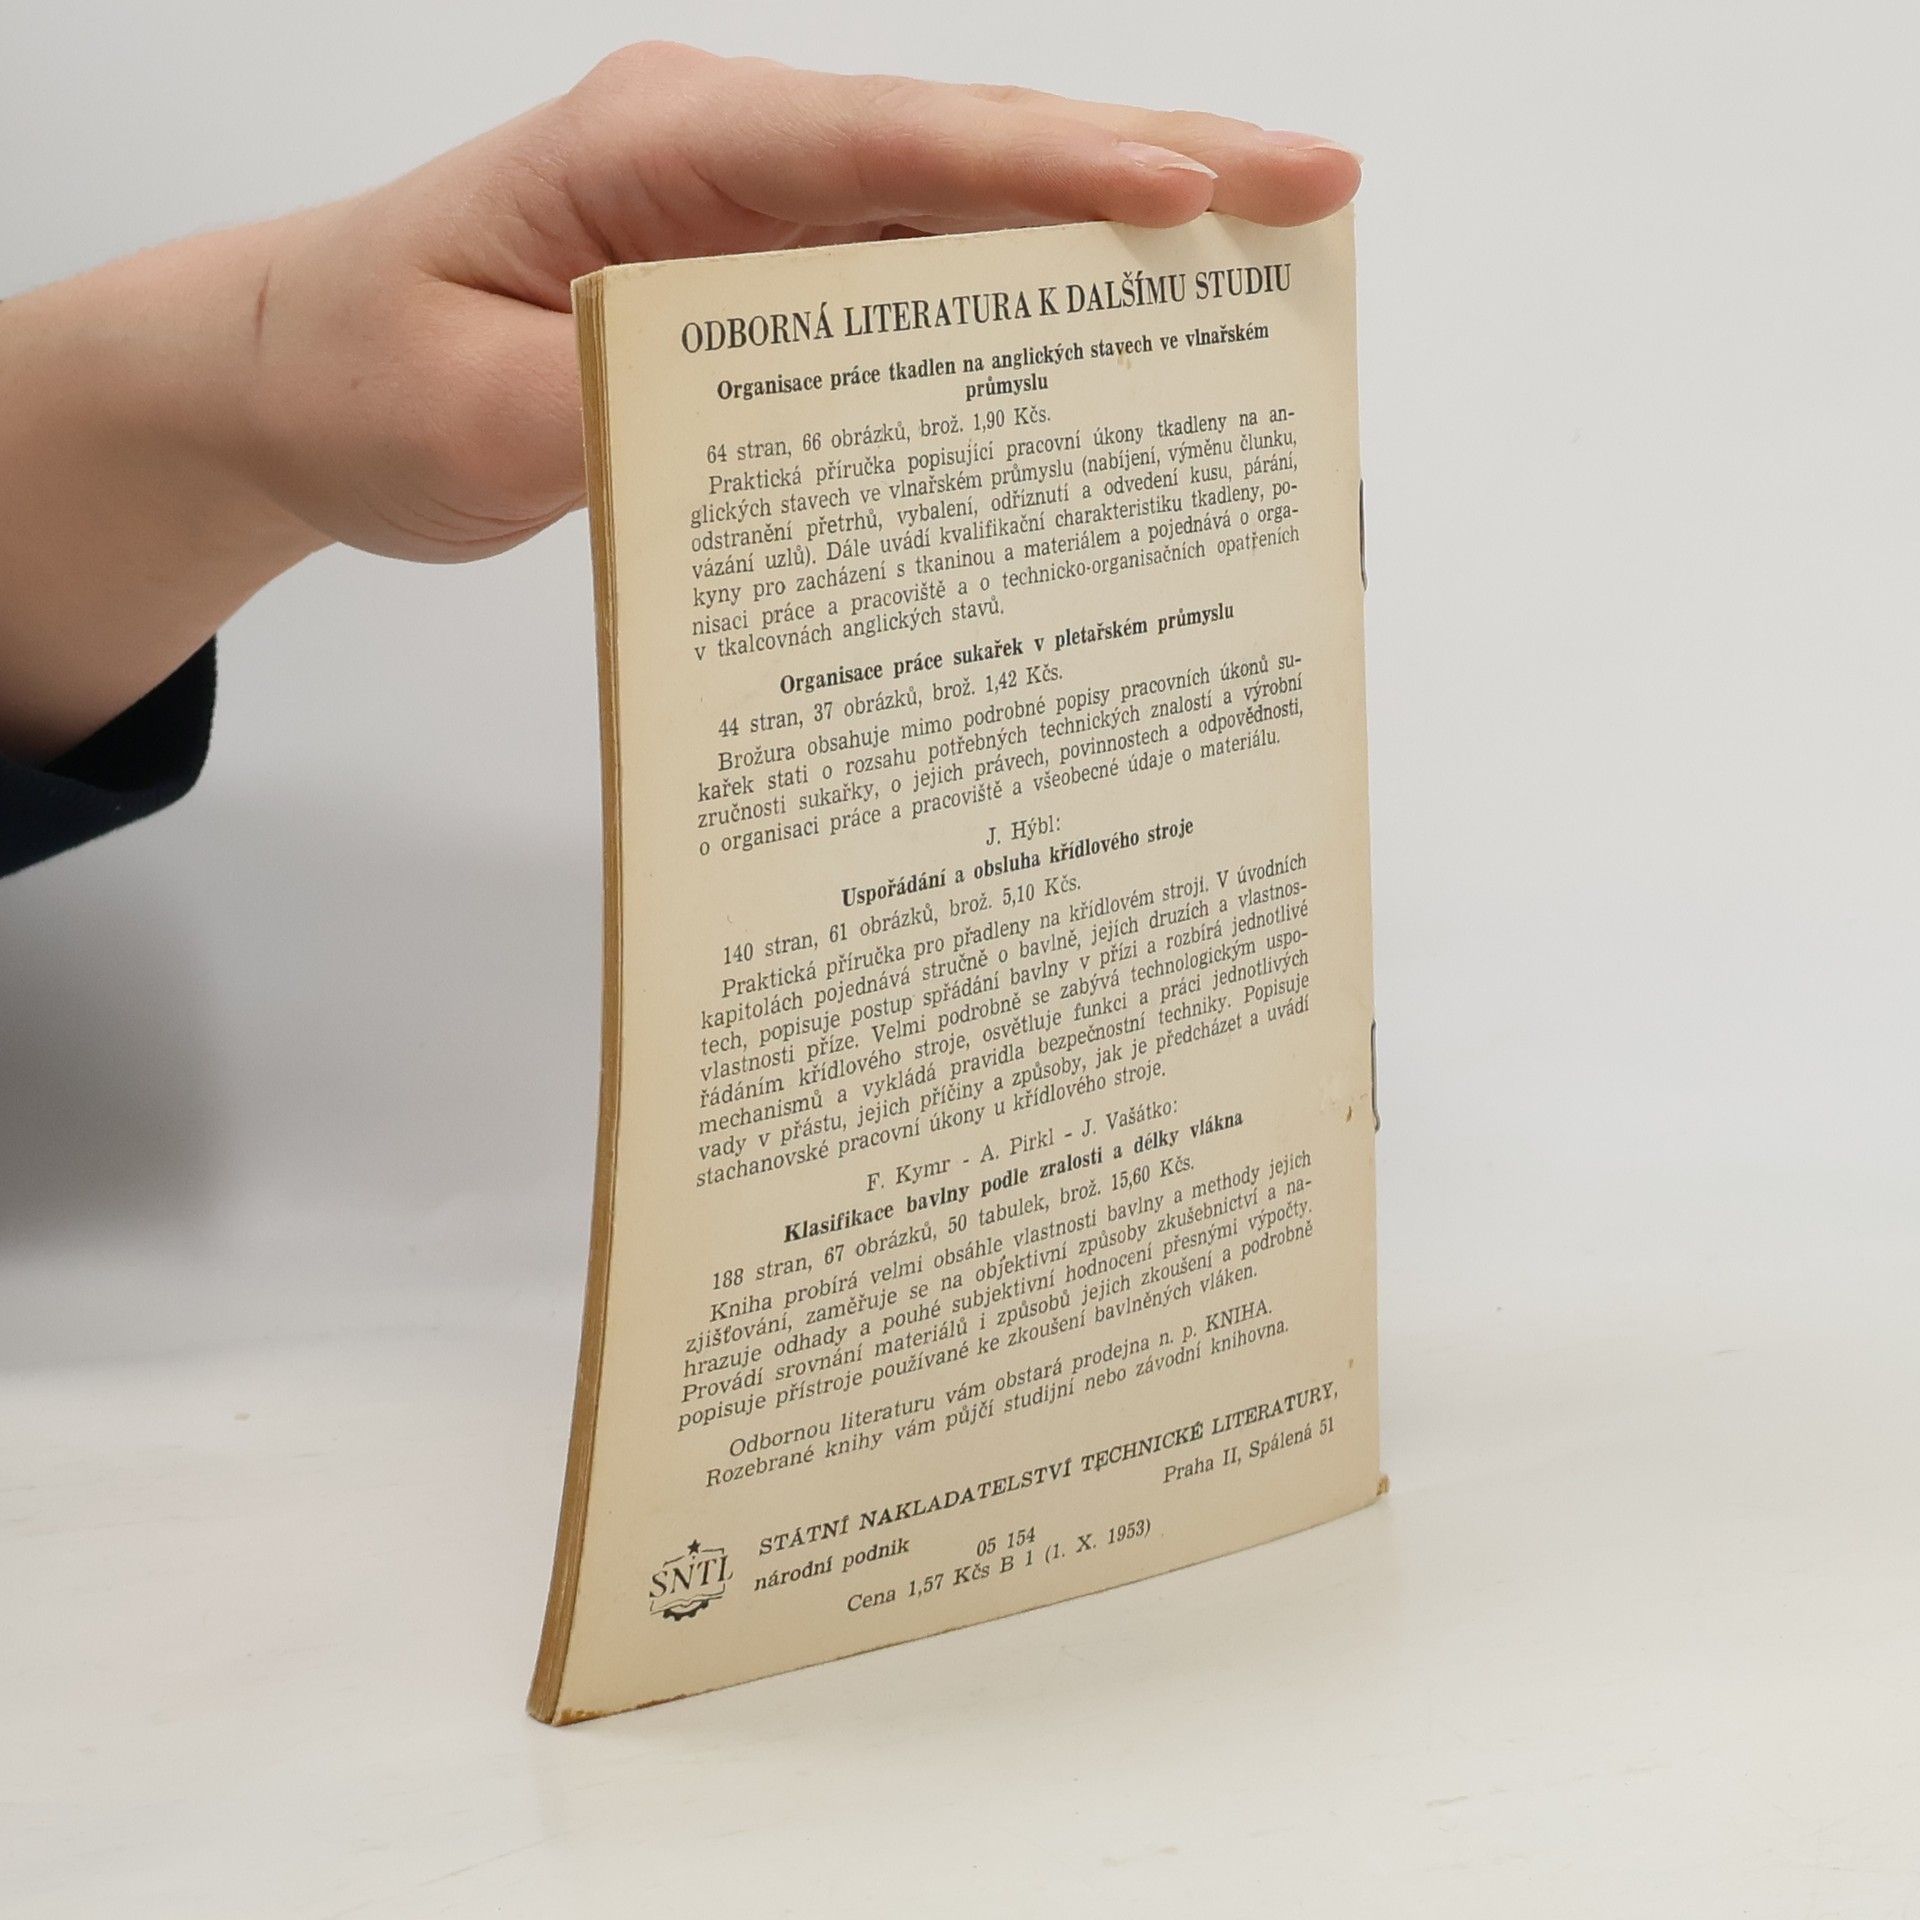 ODBORNÁ LITERATURA K DALŠÍMU STUDIU
Organisace práce tkadlen na anglických stavech ve vlnařském
průmyslu
64 stran, 66 obrázků, brož. 1,90 Kčs.
Praktická příručka popisující pracovní úkony tkadleny na an-
glických stavech ve vlnařském průmyslu (nabíjení, výměnu člunku,
odstranění přetrhů, vybalení, odříznutí a odvedení kusu, párání,
vázání uzlů). Dále uvádí kvalifikační charakteristiku tkadleny, po-
kyny pro zacházení s tkaninou a materiálem a pojednává o orga-
nisaci práce a pracoviště a o technicko-organisačních opatřeních
v tkalcovnách anglických stavů.
Organisace práce sukařek v pletařském průmyslu
44 stran, 37 obrázků, brož. 1,42 Kčs.
Brožura obsahuje mimo podrobné popisy pracovních úkonů su-
kařek stati o rozsahu potřebných technických znalostí a výrobní
zručnosti sukařky, o jejich právech, povinnostech a odpovědnosti,
o organisaci práce a pracoviště a všeobecné údaje o materiálu.
J. Hýbl:
Uspořádání a obsluha křídlového stroje
140 stran, 61 obrázků, brož. 5,10 Kčs.
Praktická příručka pro přadleny na křídlovém stroji. V úvodních
kapitolách pojednává stručně o bavlně, jejích druzích a vlastnos-
tech, popisuje postup spřádání bavlny v přízi a rozbírá jednotlivé
vlastnosti příze. Velmi podrobně se zabývá technologickým uspo-
řádáním křídlového stroje, osvětluje funkci a práci jednotlivých
mechanismů a vykládá pravidla bezpečnostní techniky. Popisuje
vady v přástu, jejich příčiny a způsoby, jak je předcházet a uvádí
stachanovské pracovní úkony u křídlového stroje.
F. Kymr - A. Pirkl - J. Vašátko:
Klasifikace bavlny podle zralosti a délky vlákna
188 stran, 67 obrázků, 50 tabulek, brož. 15,60 Kčs.
Kniha probírá velmi obsáhle vlastnosti bavlny a methody jejich
zjišťování, zaměřuje se na objektivní způsoby zkušebnictví a na-
hrazuje odhady a pouhé subjektivní hodnocení přesnými výpočty.
Provádí srovnání materiálů i způsobů jejich zkoušení a podrobně
popisuje přístroje používané ke zkoušení bavlněných vláken.
Odbornou literaturu vám obstará prodejna n. p. KNIHA.
Rozebrané knihy vám půjčí studijní nebo závodní knihovna.
STÁTNÍ NAKLADATELSTVÍ TECHNICKÉ LITERATURY,
národní podnik Praha II, Spálená 51
SNTL
05 154
Cena 1,57 Kčs B 1 (1. X. 1953)